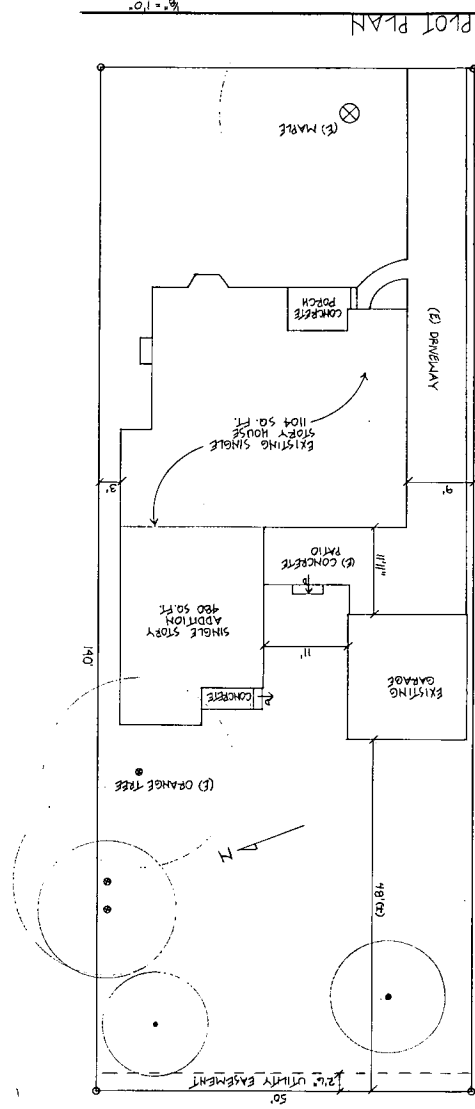 50'
2'6" UTILITY EASEMENT
48'(±)
N
(E) ORANGE TREE
CONCRETE
EXISTING
GARAGE
11'
SINGLE STORY
ADDITION
480 SQ.FT.
140'
11'11"
(E) CONCRETE
PATIO
9'
3'
EXISTING SINGLE
STORY HOUSE
1104 SQ.FT.
(E) DRIVEWAY
CONCRETE
PORCH
(E) MAPLE
PLOT PLAN
1/8" = 1'0"